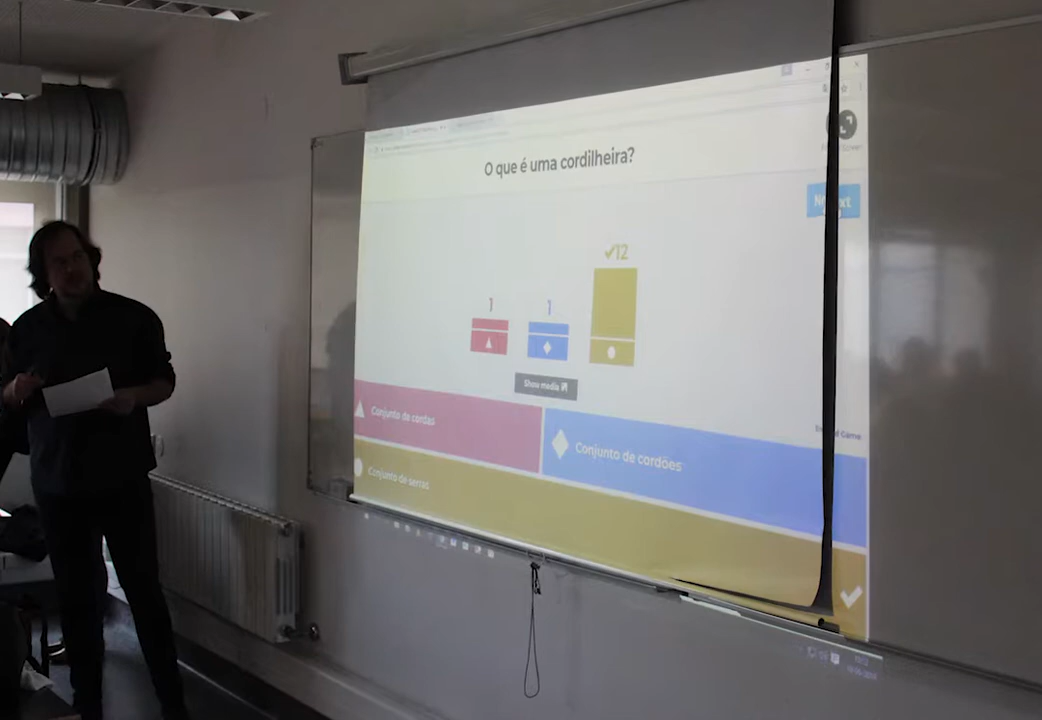 O que é uma cordilheira?
Next
✓12
1
1
Show media
Conjunto de cordas
Conjunto de cordões
Conjunto de serras